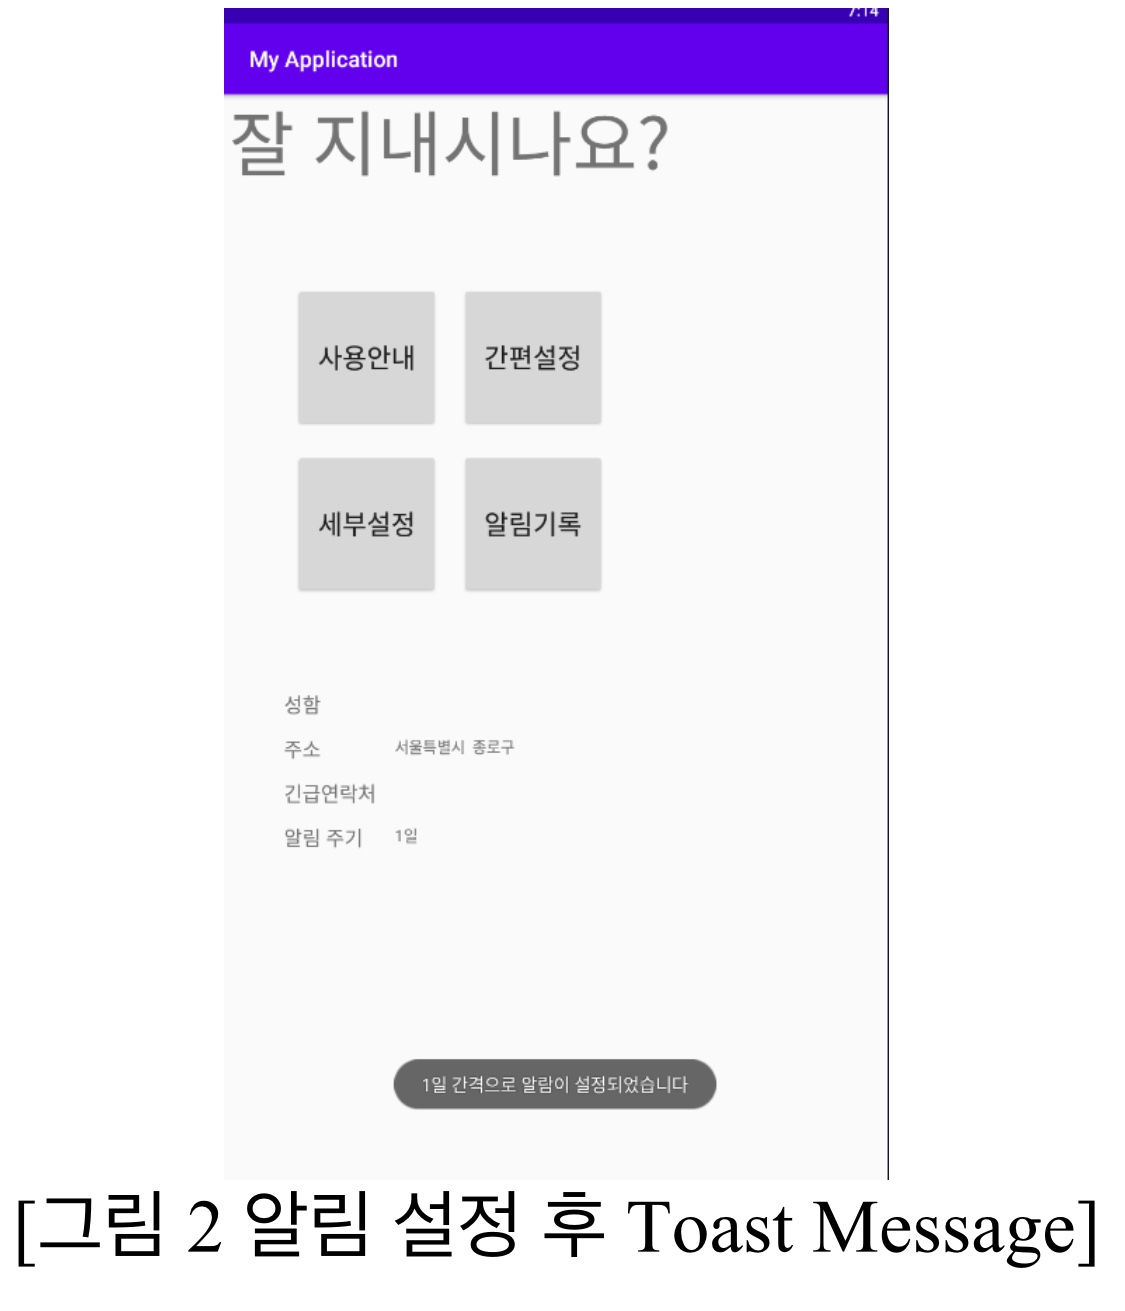 7:14
My Application
잘 지내시나요?
사용안내 간편설정
세부설정 알림기록
성함
주소 서울특별시 종로구
긴급연락처
알림 주기 1일
1일 간격으로 알람이 설정되었습니다
[그림 2 알림 설정 후 Toast Message]